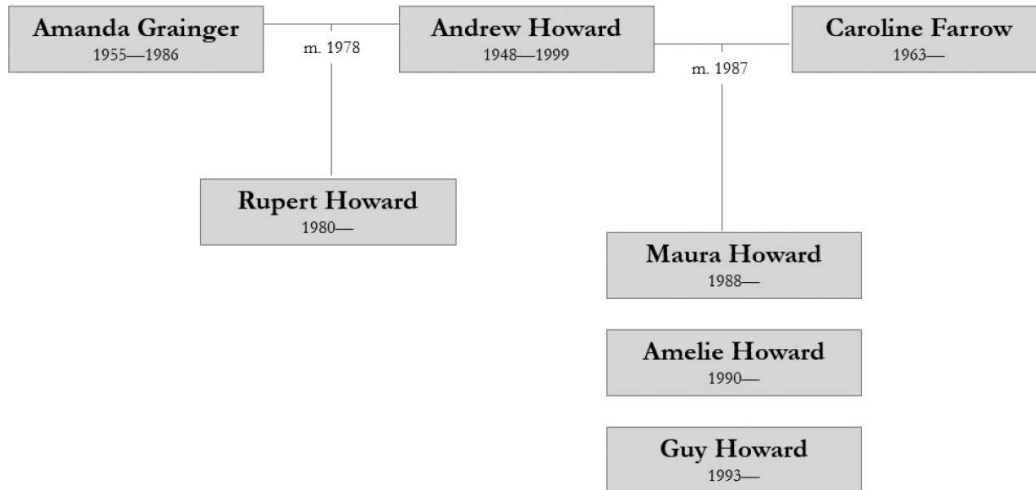 Amanda Grainger
1955—1986
m. 1978
Andrew Howard
1948—1999
m. 1987
Caroline Farrow
1963—
Rupert Howard
1980—
Maura Howard
1988—
Amelie Howard
1990—
Guy Howard
1993—